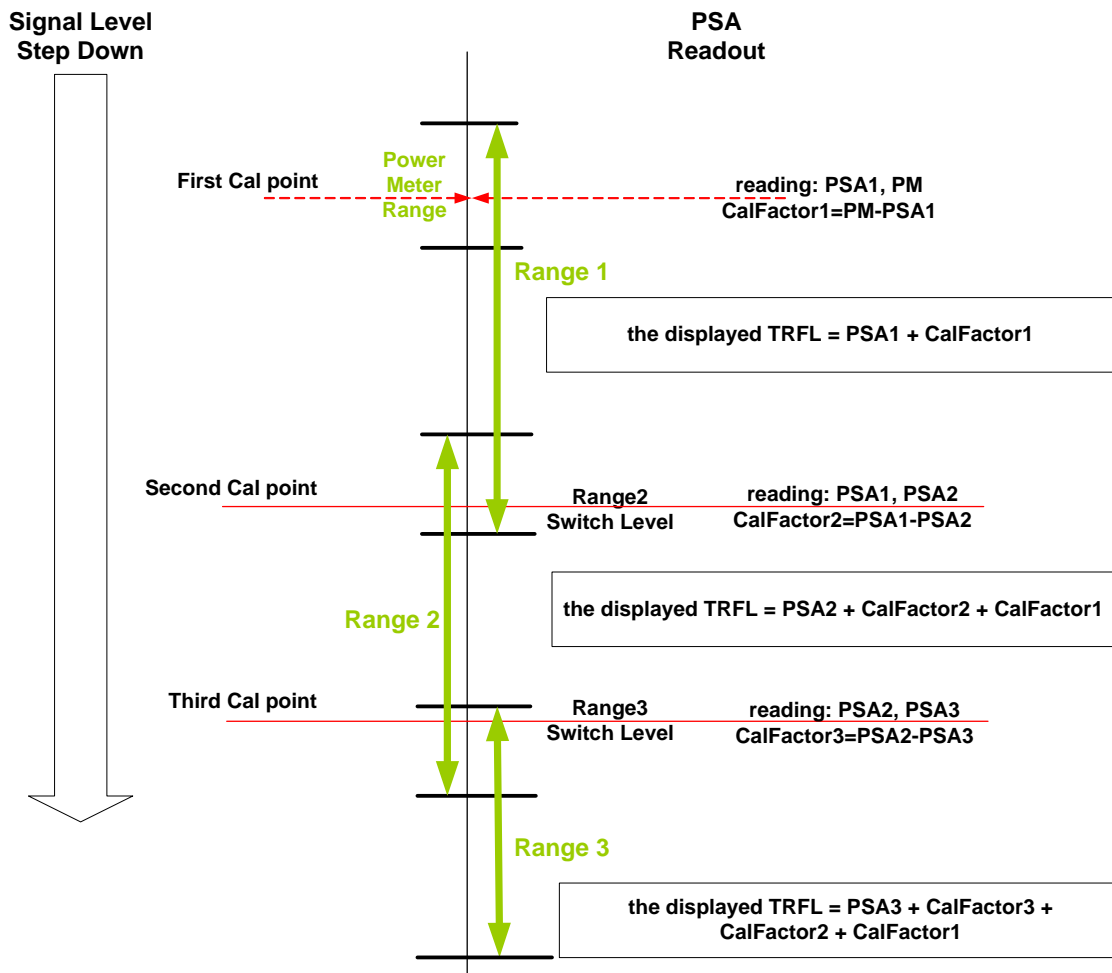 Signal Level
Step Down
PSA
Readout
Power
Meter
Range
First Cal point
reading: PSA1, PM
CalFactor1=PM-PSA1
Range 1
the displayed TRFL = PSA1 + CalFactor1
Second Cal point
Range2
Switch Level
reading: PSA1, PSA2
CalFactor2=PSA1-PSA2
the displayed TRFL = PSA2 + CalFactor2 + CalFactor1
Range 2
Third Cal point
Range3
Switch Level
reading: PSA2, PSA3
CalFactor3=PSA2-PSA3
Range 3
the displayed TRFL = PSA3 + CalFactor3 +
CalFactor2 + CalFactor1